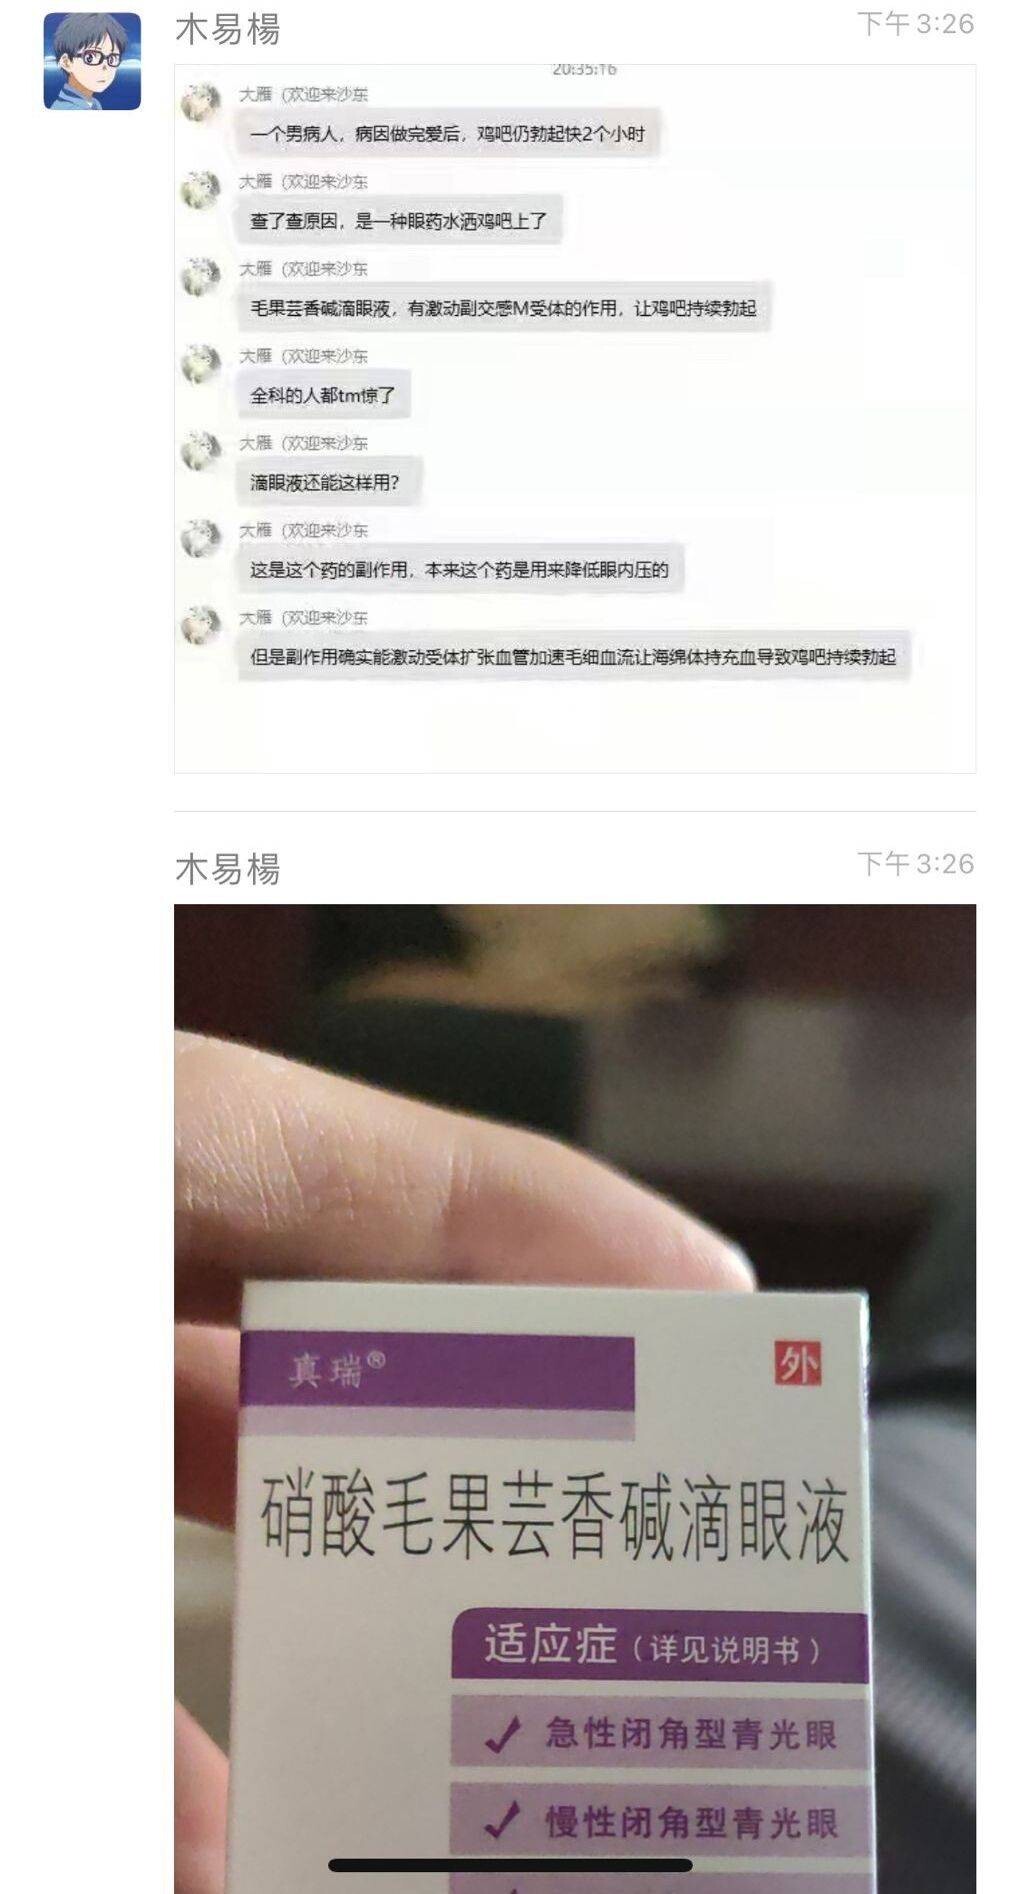 木易楊
下午3:26
20:35:16
大雁（欢迎来沙东
一个男病人，病因做完爱后，鸡吧仍勃起快2个小时
大雁（欢迎来沙东
查了查原因，是一种眼药水洒鸡吧上了
大雁（欢迎来沙东
毛果芸香碱滴眼液，有激动副交感M受体的作用，让鸡吧持续勃起
大雁（欢迎来沙东
全科的人都tm惊了
大雁（欢迎来沙东
滴眼液还能这样用？
大雁（欢迎来沙东
这是这个药的副作用，本来这个药是用来降低眼内压的
大雁（欢迎来沙东
但是副作用确实能激动受体扩张血管加速毛细血流让海绵体持充血导致鸡吧持续勃起
木易楊
下午3:26
真瑞®
外
硝酸毛果芸香碱滴眼液
适应症（详见说明书）
✓ 急性闭角型青光眼
✓ 慢性闭角型青光眼